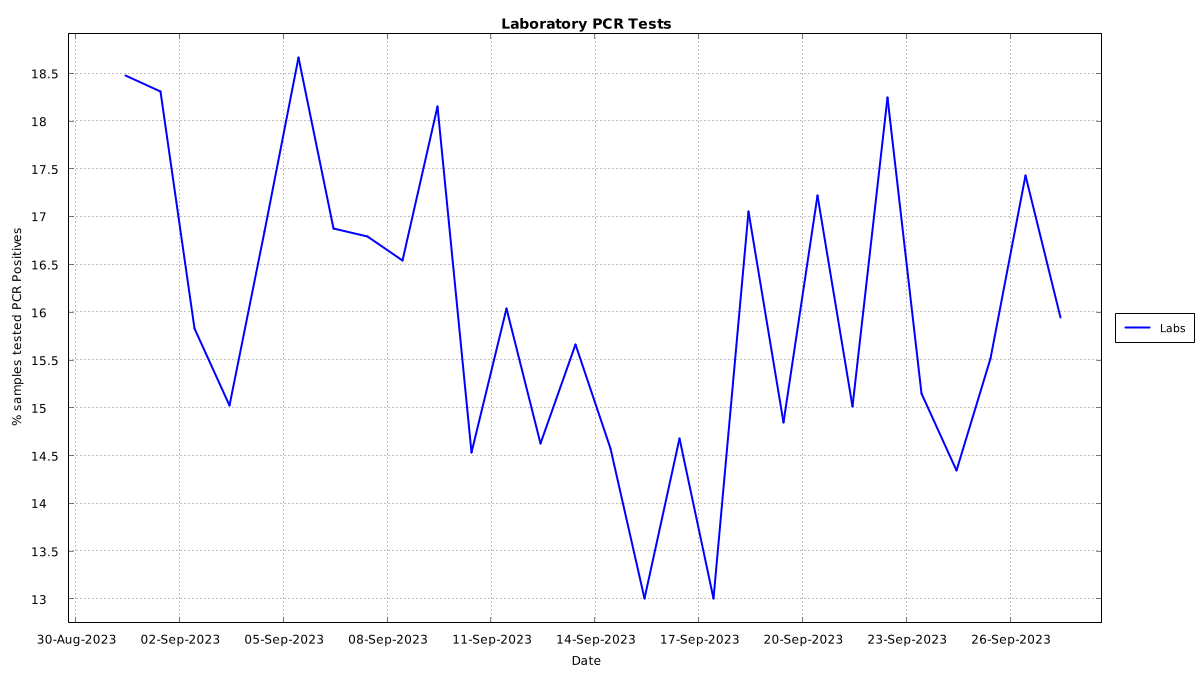 Laboratory PCR Tests
18.5
18
17.5
17
16.5
16
15.5
15
14.5
14
13.5
13
% samples tested PCR Positives
30-Aug-2023 02-Sep-2023 05-Sep-2023 08-Sep-2023 11-Sep-2023 14-Sep-2023 17-Sep-2023 20-Sep-2023 23-Sep-2023 26-Sep-2023
Date
Labs